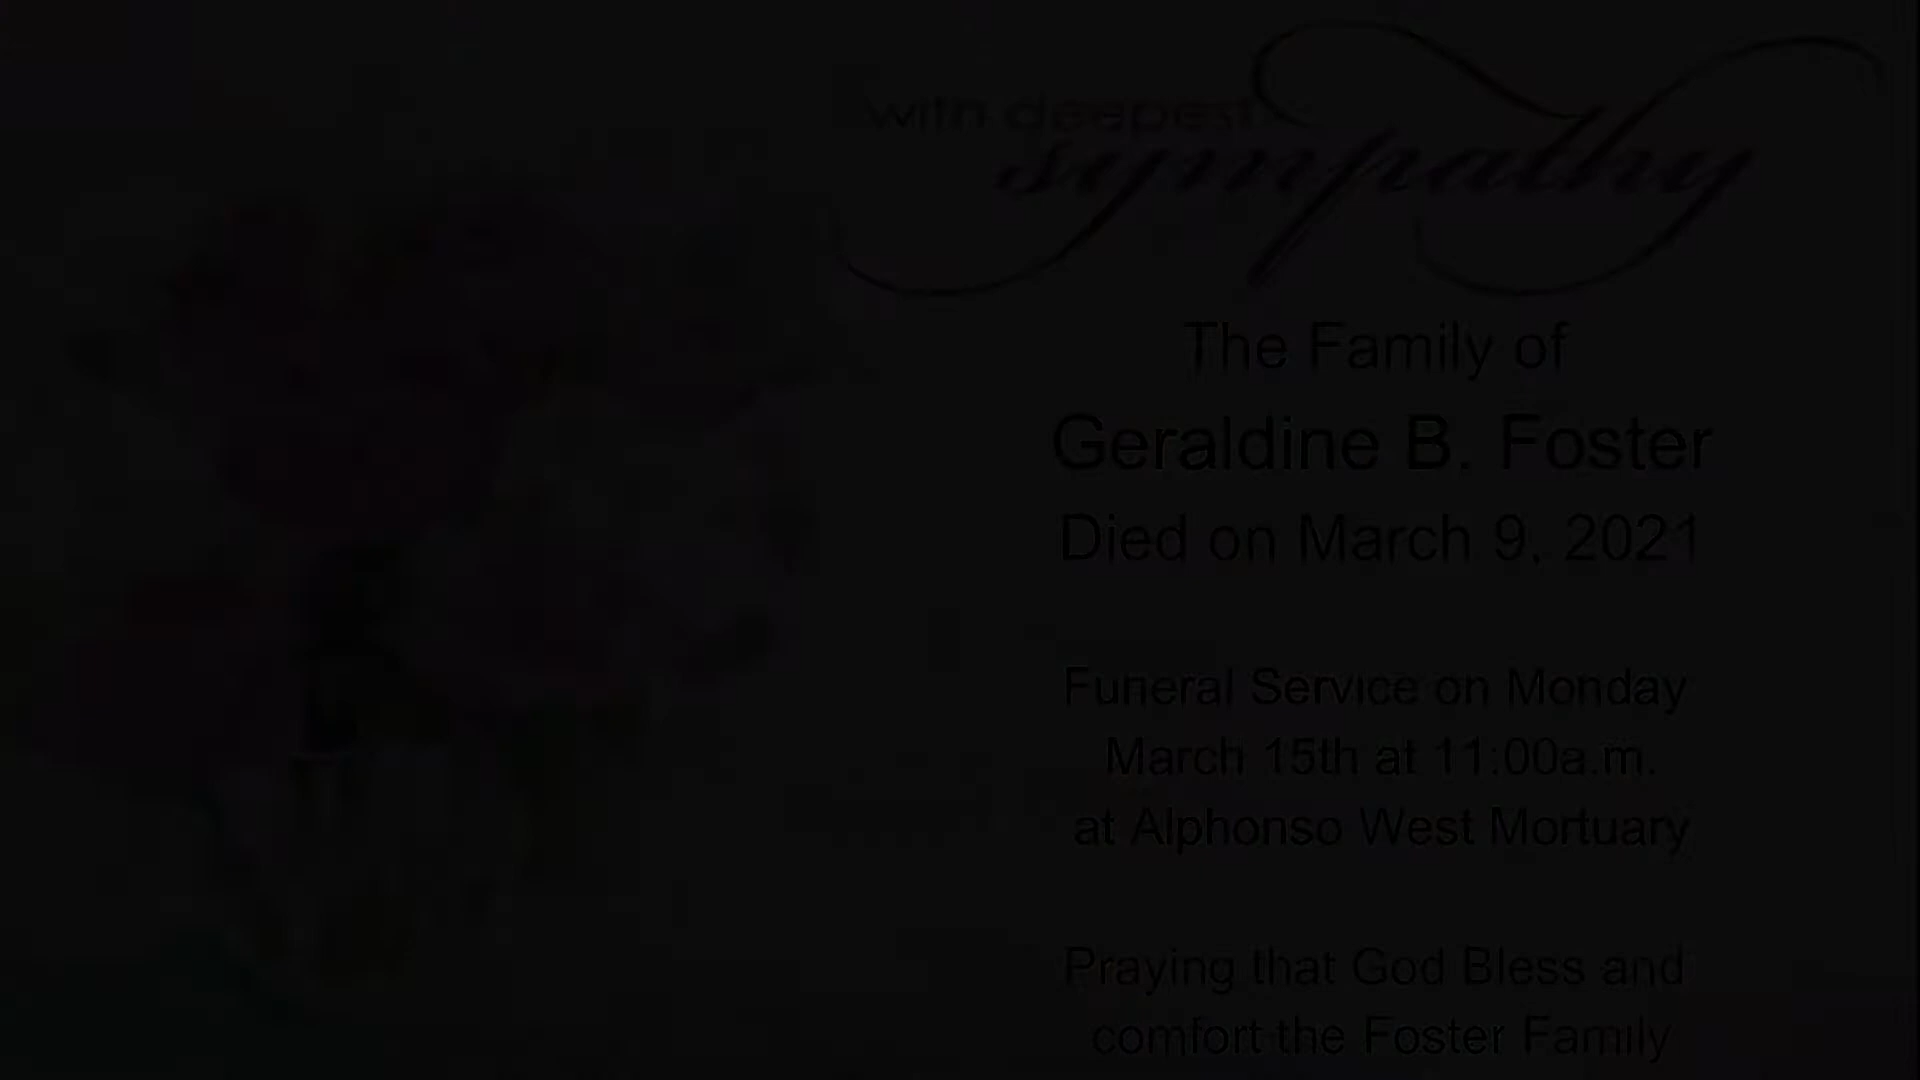 with deepest
sympathy
The Family of
Geraldine B. Foster
Died on March 9, 2021
Funeral Service on Monday
March 15th at 11:00a.m.
at Alphonso West Mortuary
Praying that God Bless and
comfort the Foster Family